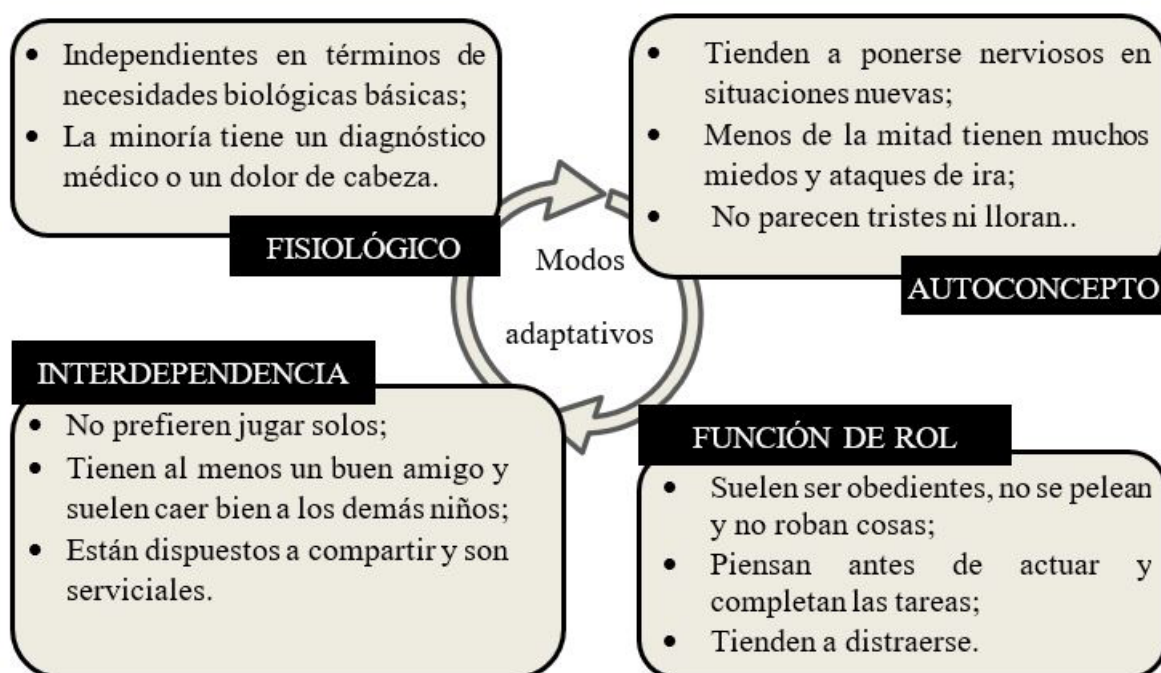 • Independientes en términos de
necesidades biológicas básicas;
• La minoría tiene un diagnóstico
médico o un dolor de cabeza.
FISIOLÓGICO
• Tienden a ponerse nerviosos en
situaciones nuevas;
• Menos de la mitad tienen muchos
miedos y ataques de ira;
• No parecen tristes ni lloran..
AUTOCONCEPTO
Modos
adaptativos
INTERDEPENDENCIA
• No prefieren jugar solos;
• Tienen al menos un buen amigo y
suelen caer bien a los demás niños;
• Están dispuestos a compartir y son
serviciales.
FUNCIÓN DE ROL
• Suelen ser obedientes, no se pelean
y no roban cosas;
• Piensan antes de actuar y
completan las tareas;
• Tienden a distraerse.